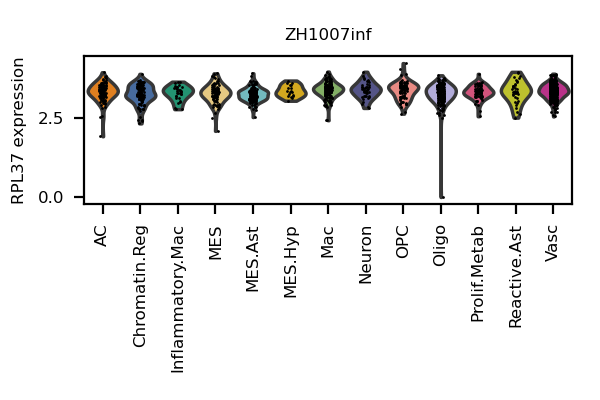 ZH1007inf
RPL37 expression
2.5
0.0
AC
Chromatin.Reg
Inflammatory.Mac
MES
MES.Ast
MES.Hyp
Mac
Neuron
OPC
Oligo
Prolif.Metab
Reactive.Ast
Vasc